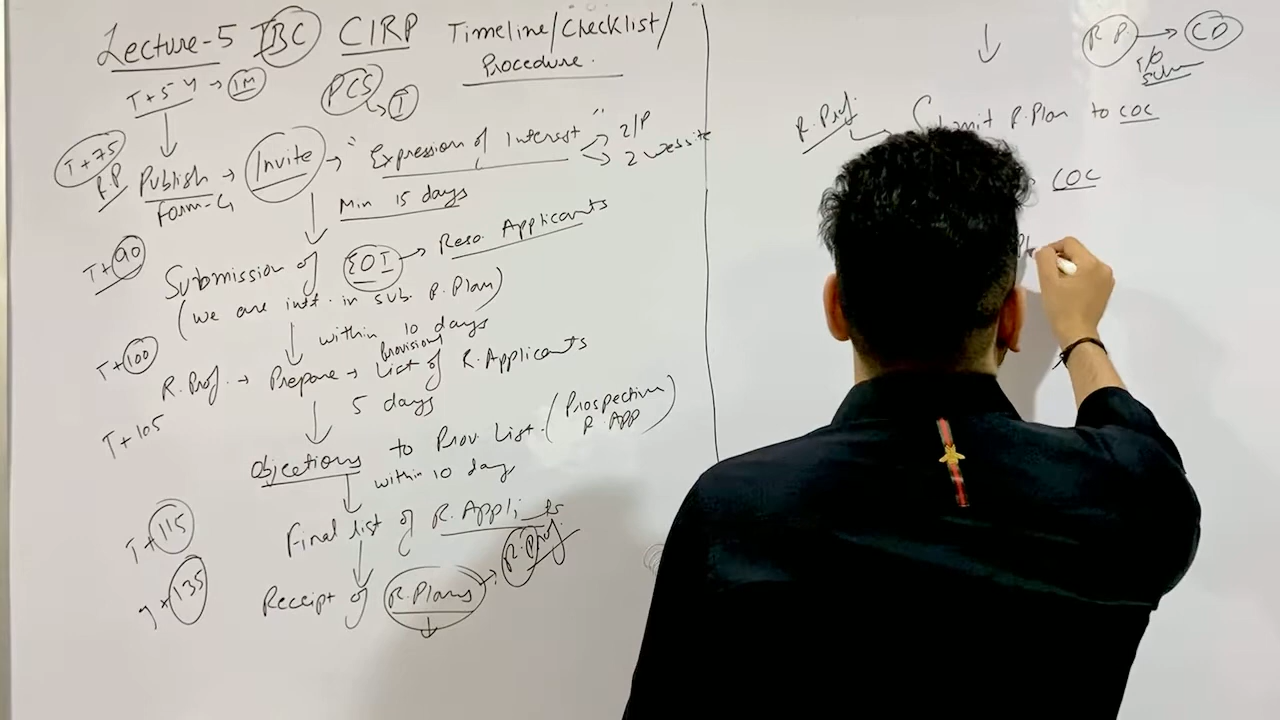 Lecture-5 IBC CIRP Timeline/Checklist/
Procedure.
T+54 → IM
PCS → I
T+75
R.P Publish → Invite → "Expression of Interest" 2/P
Form-G 2 website
Min 15 days
T+90
Submission of EOI → Reso. Applicants
(we are int. in sub. R.Plan)
within 10 days
T+100
Provisional
R.Prof. → Prepare → List of R.Applicants
5 days
T+105
Objections to Prov. List. (Prospective
R.APP)
within 10 day
T+115
Final list of R.Appli
T+135
Receipt of R.Plans → R.Prof
R.P. → CD
T/O
R.Prof. Submit R.Plan to COC
COC